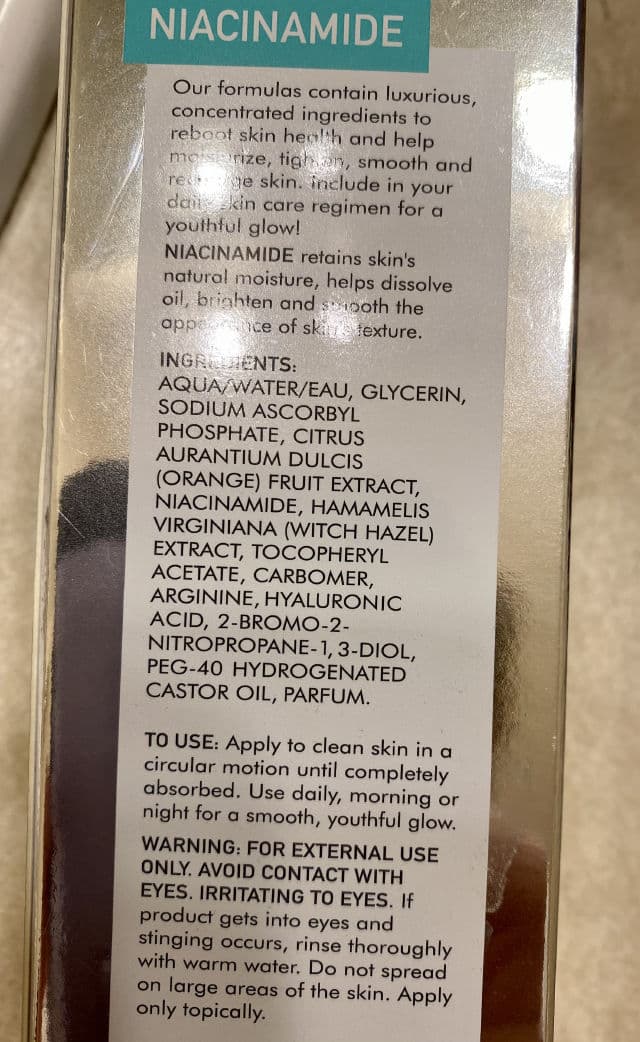 NIACINAMIDE
Our formulas contain luxurious,
concentrated ingredients to
reboot skin health and help
moisturize, tighten, smooth and
skin. Include in your
daily skin care regimen for a
youthful glow!
NIACINAMIDE retains skin's
natural moisture, helps dissolve
oil, brighten and smooth the
appearance of skin's texture.
INGREDIENTS:
AQUA/WATER/EAU, GLYCERIN,
SODIUM ASCORBYL
PHOSPHATE, CITRUS
AURANTIUM DULCIS
(ORANGE) FRUIT EXTRACT,
NIACINAMIDE, HAMAMELIS
VIRGINIANA (WITCH HAZEL)
EXTRACT, TOCOPHERYL
ACETATE, CARBOMER,
ARGININE, HYALURONIC
ACID, 2-BROMO-2-
NITROPROPANE-1, 3-DIOL,
PEG-40 HYDROGENATED
CASTOR OIL, PARFUM.
TO USE: Apply to clean skin in a
circular motion until completely
absorbed. Use daily, morning or
night for a smooth, youthful glow.
WARNING: FOR EXTERNAL USE
ONLY. AVOID CONTACT WITH
EYES. IRRITATING TO EYES. If
product gets into eyes and
stinging occurs, rinse thoroughly
with warm water. Do not spread
on large areas of the skin. Apply
only topically.